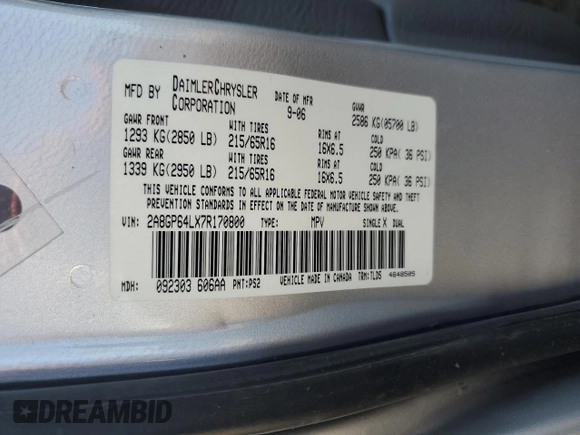 MFD BY DAIMLERCHRYSLER CORPORATION DATE OF MFR 9-06 GVWR 2586 KG(05700 LB)
GAWR FRONT WITH TIRES RIMS AT COLD
1293 KG(2850 LB) 215/65R16 16X6.5 250 KPA( 36 PSI)
GAWR REAR WITH TIRES RIMS AT COLD
1339 KG(2950 LB) 215/65R16 16X6.5 250 KPA( 36 PSI)
THIS VEHICLE CONFORMS TO ALL APPLICABLE FEDERAL MOTOR VEHICLE SAFETY AND THEFT
PREVENTION STANDARDS IN EFFECT ON THE DATE OF MANUFACTURE SHOWN ABOVE.
VIN: 2A8GP64LX7R170800 TYPE: MPV SINGLE X DUAL
MDH: 092303 606AA PNT:PS2 VEHICLE MADE IN CANADA TRM:TLDS 4648505
DREAMBID